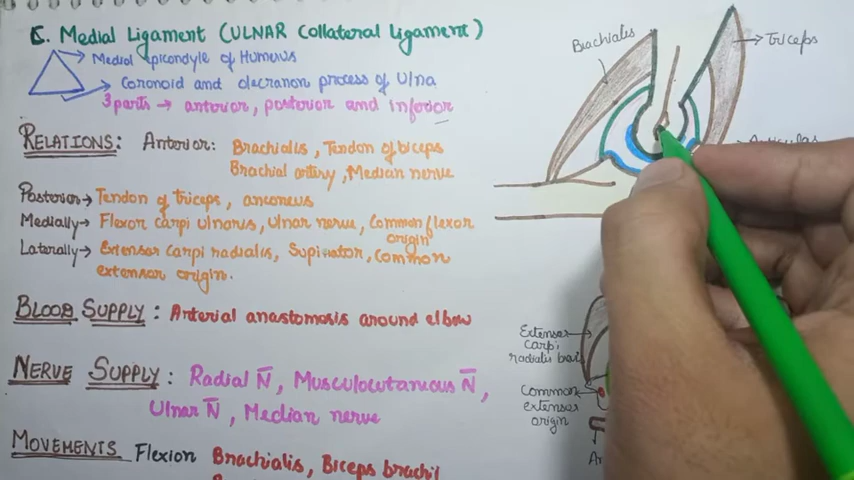 C. Medial Ligament (ULNAR Collateral Ligament)
Medial epicondyle of Humerus
Coronoid and olecranon process of Ulna
3 parts → anterior, posterior and inferior
RELATIONS: Anterior: Brachialis, Tendon of biceps
Brachial artery, Median nerve
Posterior → Tendon of triceps, anconeus
Medially → Flexor carpi ulnaris, Ulnar nerve, Common flexor
origin
Laterally → Extensor carpi radialis, Supinator, Common
extensor origin.
BLOOD SUPPLY: Arterial anastomosis around elbow
NERVE SUPPLY: Radial N̄, Musculocutaneous N̄,
Ulnar N̄, Median nerve
MOVEMENTS Flexion Brachialis, Biceps brachii
Brachialis
Triceps
Extensor
Carpi
radialis
Common
extensor
origin